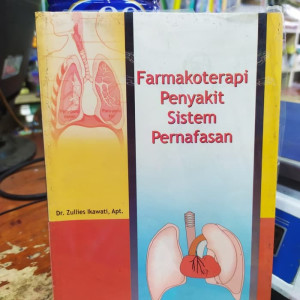 Farmakoterapi
Penyakit
Sistem
Pernafasan
Dr. Zullies Ikawati, Apt.